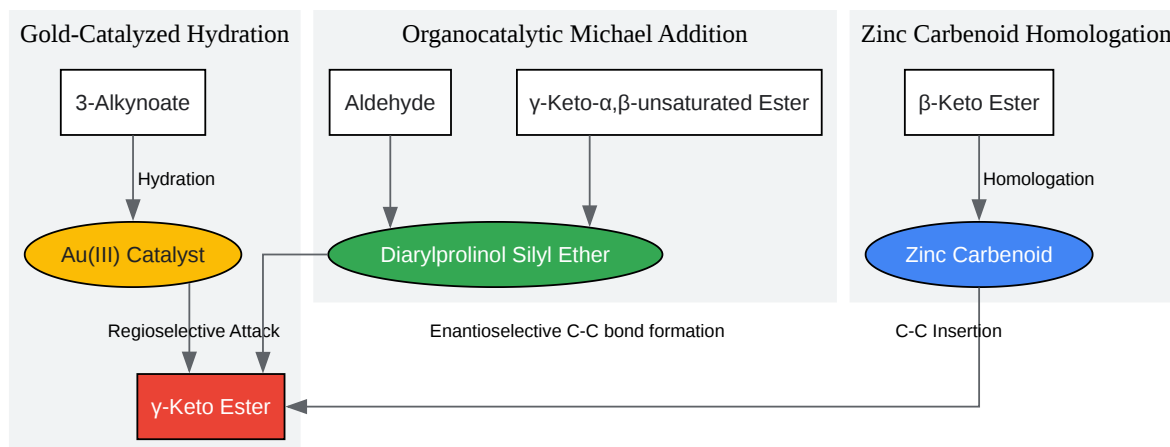 Gold-Catalyzed Hydration
Organocatalytic Michael Addition
Zinc Carbenoid Homologation
3-Alkynoate
Aldehyde
γ-Keto-α,β-unsaturated Ester
β-Keto Ester
Hydration
Homologation
Au(III) Catalyst
Diarylprolinol Silyl Ether
Zinc Carbenoid
Regioselective Attack
Enantioselective C-C bond formation
C-C Insertion
γ-Keto Ester